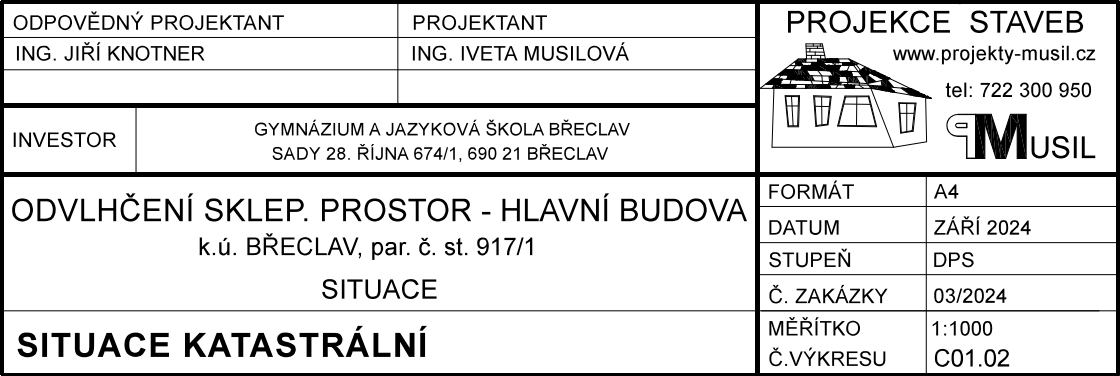 ODPOVĚDNÝ PROJEKTANT
PROJEKTANT
ING. JIŘÍ KNOTNER
ING. IVETA MUSILOVÁ
INVESTOR
GYMNÁZIUM A JAZYKOVÁ ŠKOLA BŘECLAV
SADY 28. ŘÍJNA 674/1, 690 21 BŘECLAV
ODVLHČENÍ SKLEP. PROSTOR - HLAVNÍ BUDOVA
k.ú. BŘECLAV, par. č. st. 917/1
SITUACE
SITUACE KATASTRÁLNÍ
PROJEKCE STAVEB
www.projekty-musil.cz
tel: 722 300 950
PMUSIL
FORMÁT A4
DATUM ZÁŘÍ 2024
STUPEŇ DPS
Č. ZAKÁZKY 03/2024
MĚŘÍTKO 1:1000
Č.VÝKRESU C01.02